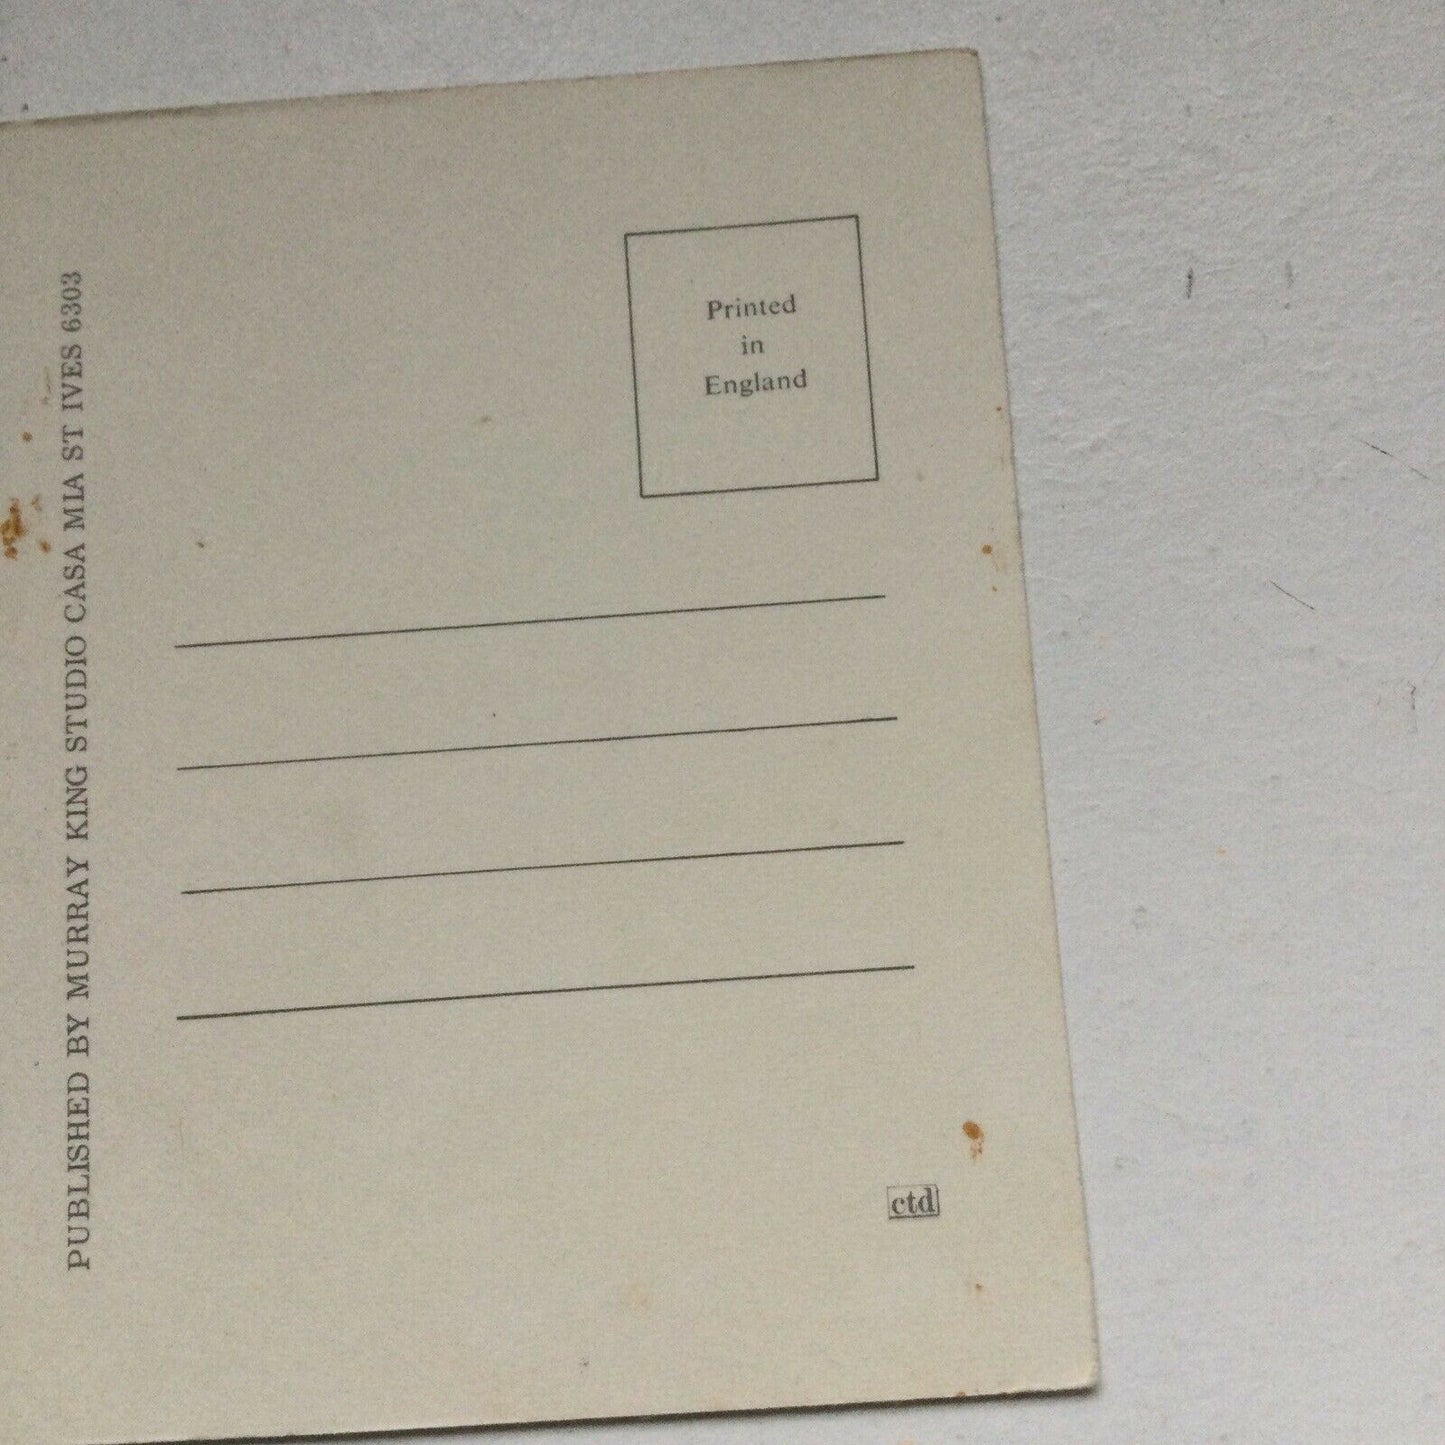 PUBLISHED BY MURRAY KING STUDIO CASA MIA ST IVES 6303
Printed
in
England
ctd